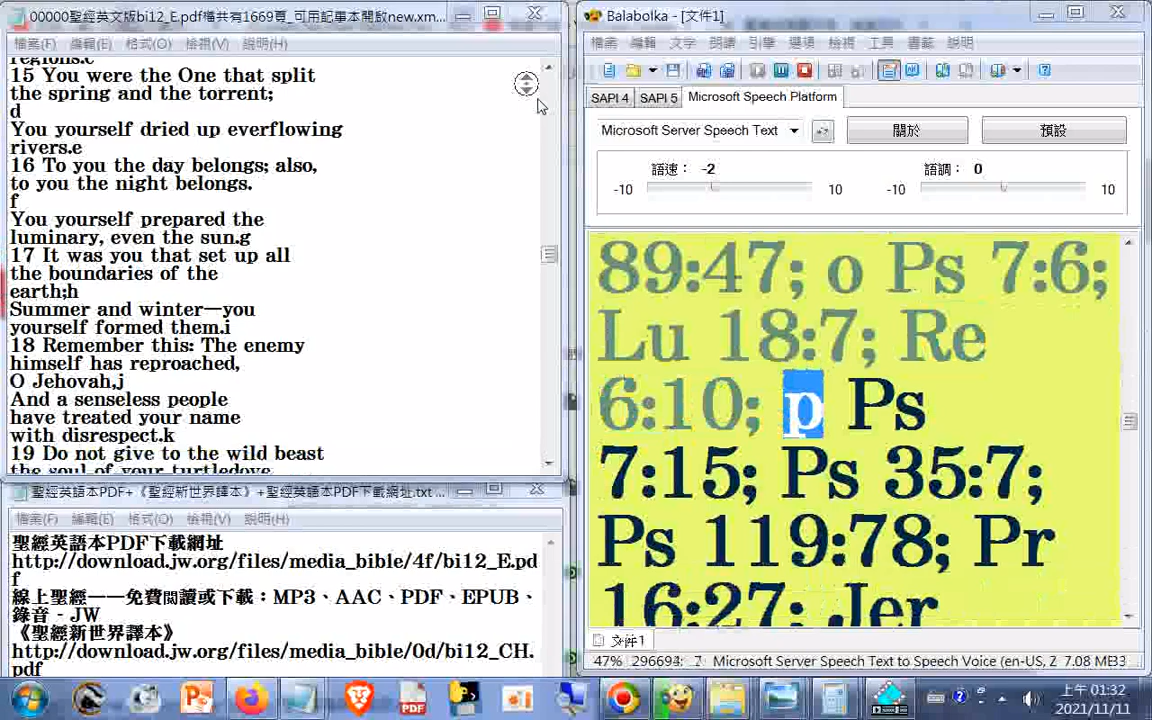 00000聖經英文版bi12_E.pdf檔共有1669頁_可用記事本開啟new.xm...
檔案(F) 編輯(E) 格式(O) 檢視(V) 說明(H)
regions.c
15 You were the One that split
the spring and the torrent;
d
You yourself dried up everflowing
rivers.e
16 To you the day belongs; also,
to you the night belongs.
f
You yourself prepared the
luminary, even the sun.g
17 It was you that set up all
the boundaries of the
earth;h
Summer and winter—you
yourself formed them.i
18 Remember this: The enemy
himself has reproached,
O Jehovah,j
And a senseless people
have treated your name
with disrespect.k
19 Do not give to the wild beast
the soul of your turtledove
聖經英語本PDF+《聖經新世界譯本》+聖經英語本PDF下載網址.txt ...
檔案(F) 編輯(E) 格式(O) 檢視(V) 說明(H)
聖經英語本PDF下載網址
http://download.jw.org/files/media_bible/4f/bi12_E.pd
f
線上聖經——免費閱讀或下載：MP3、AAC、PDF、EPUB、
錄音 - JW
《聖經新世界譯本》
http://download.jw.org/files/media_bible/0d/bi12_CH.
pdf
Balabolka - [文件1]
檔案 編輯 文字 朗讀 引擎 選項 檢視 工具 書籤 說明
SAPI 4 SAPI 5 Microsoft Speech Platform
Microsoft Server Speech Text 關於 預設
語速： -2 語調： 0
-10 10 -10 10
89:47; o Ps 7:6;
Lu 18:7; Re
6:10; p Ps
7:15; Ps 35:7;
Ps 119:78; Pr
16:27; Jer
文件1
47% Microsoft Server Speech Text to Speech Voice (en-US, Z 7.08 MB
上午 01:32
2021/11/11